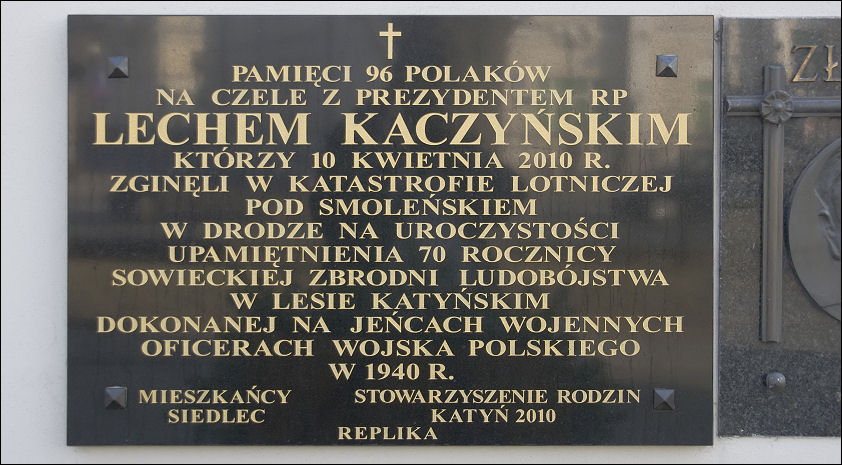 PAMIĘCI 96 POLAKÓW
NA CZELE Z PREZYDENTEM RP
LECHEM KACZYŃSKIM
KTÓRZY 10 KWIETNIA 2010 R.
ZGINĘLI W KATASTROFIE LOTNICZEJ
POD SMOLEŃSKIEM
W DRODZE NA UROCZYSTOŚCI
UPAMIĘTNIENIA 70 ROCZNICY
SOWIECKIEJ ZBRODNI LUDOBÓJSTWA
W LESIE KATYŃSKIM
DOKONANEJ NA JEŃCACH WOJENNYCH
OFICERACH WOJSKA POLSKIEGO
W 1940 R.
MIESZKAŃCY
SIEDLEC
STOWARZYSZENIE RODZIN
KATYŃ 2010
REPLIKA